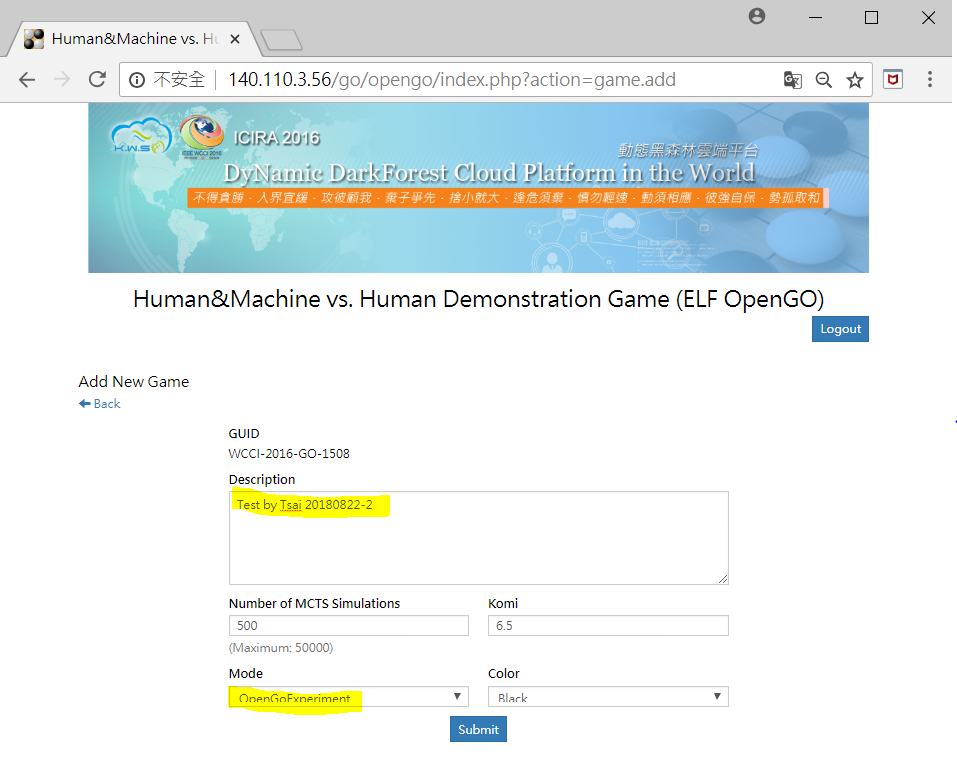 Human&Machine vs. Hu
不安全 140.110.3.56/go/opengo/index.php?action=game.add
K.W.S
IEEE WCCI 2016
ICIRA 2016
動態黑森林雲端平台
DyNamic DarkForest Cloud Platform in the World
不得貪勝 · 入界宜緩 · 攻彼顧我 · 棄子爭先 · 捨小就大 · 逢危須棄 · 慎勿輕速 · 動須相應 · 彼強自保 · 勢孤取和
Human&Machine vs. Human Demonstration Game (ELF OpenGO)
Logout
Add New Game
Back
GUID
WCCI-2016-GO-1508
Description
Test by Tsai 20180822-2
Number of MCTS Simulations Komi
500 6.5
(Maximum: 50000)
Mode Color
OpenGoExperiment Black
Submit